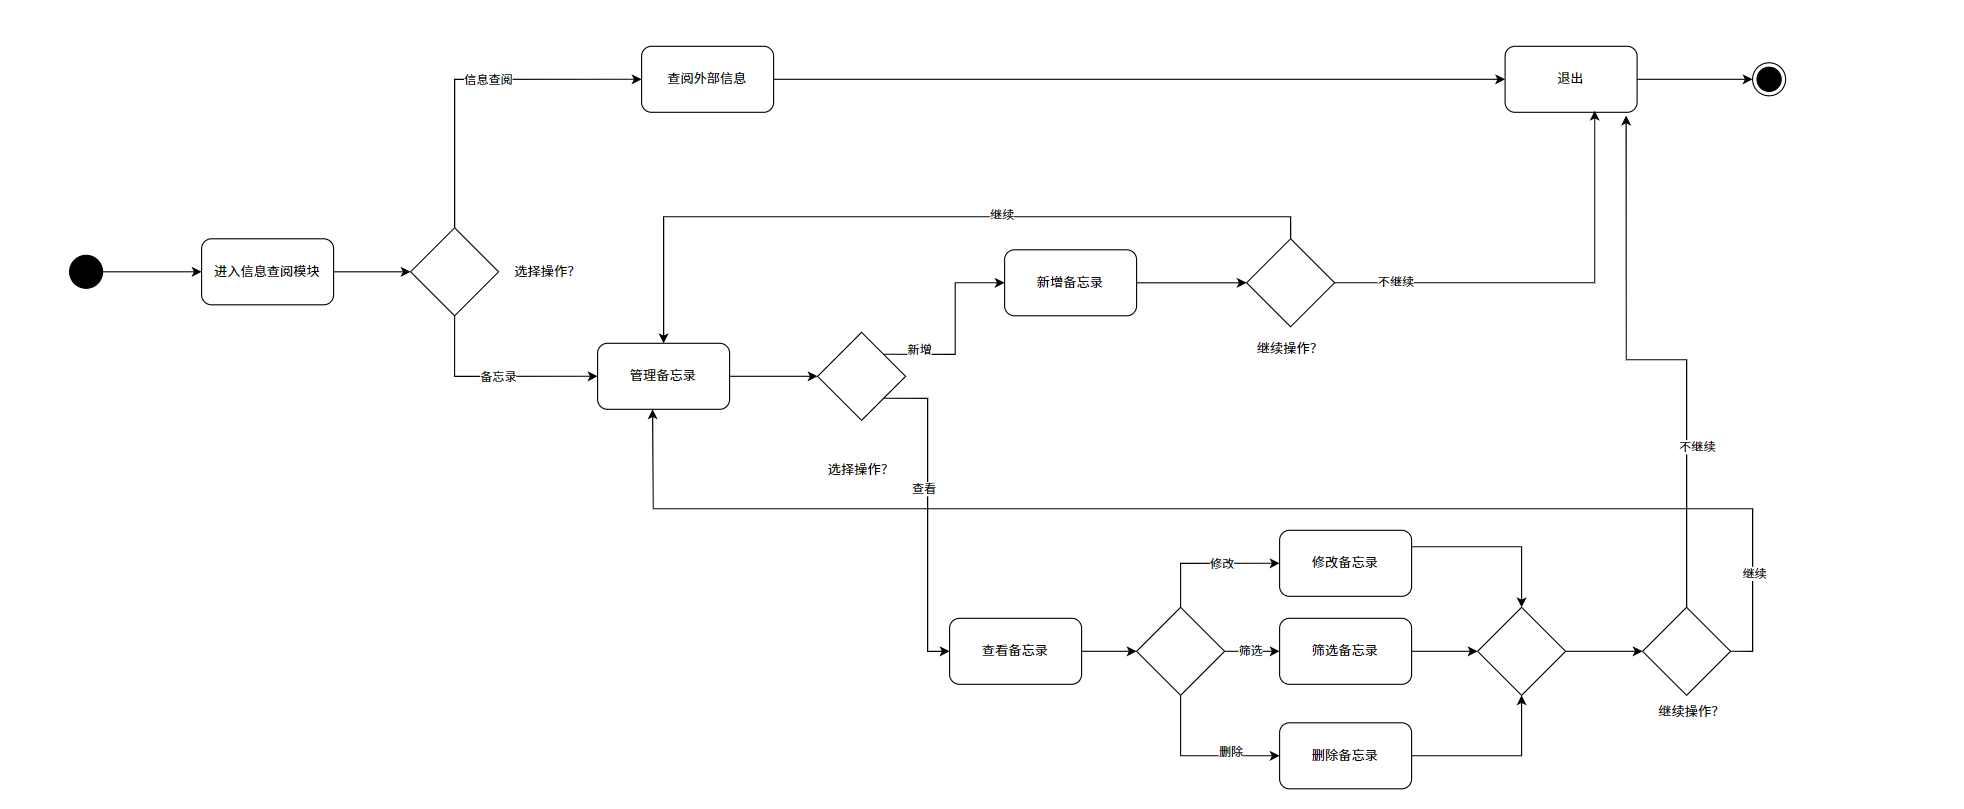 信息查阅
查阅外部信息
退出
进入信息查阅模块
选择操作?
继续
新增备忘录
不继续
继续操作?
备忘录
管理备忘录
新增
选择操作?
查看
不继续
继续
修改
修改备忘录
查看备忘录
筛选
筛选备忘录
继续操作?
删除
删除备忘录